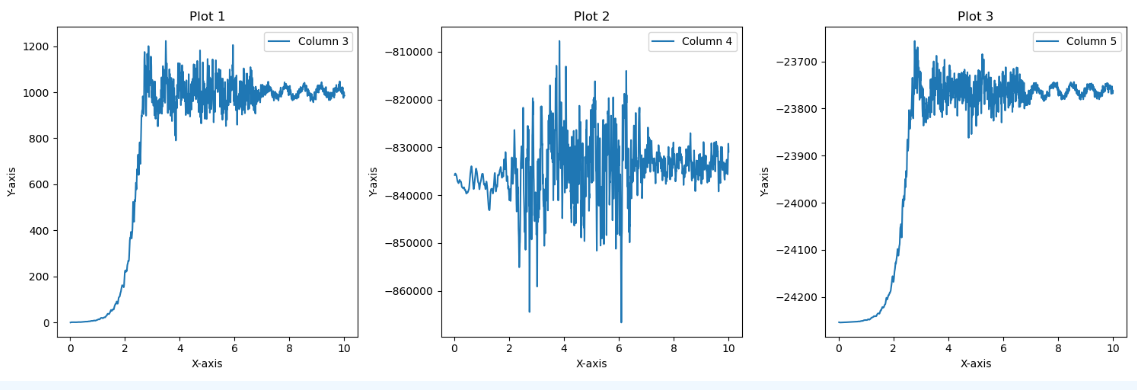 Plot 1
Column 3
Y-axis
1200
1000
800
600
400
200
0
0 2 4 6 8 10
X-axis
Plot 2
Column 4
Y-axis
−810000
−820000
−830000
−840000
−850000
−860000
0 2 4 6 8 10
X-axis
Plot 3
Column 5
Y-axis
−23700
−23800
−23900
−24000
−24100
−24200
0 2 4 6 8 10
X-axis